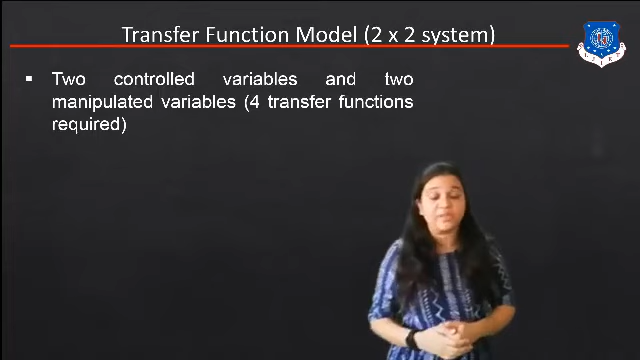 Transfer Function Model (2 x 2 system)
▪ Two controlled variables and two
manipulated variables (4 transfer functions
required)